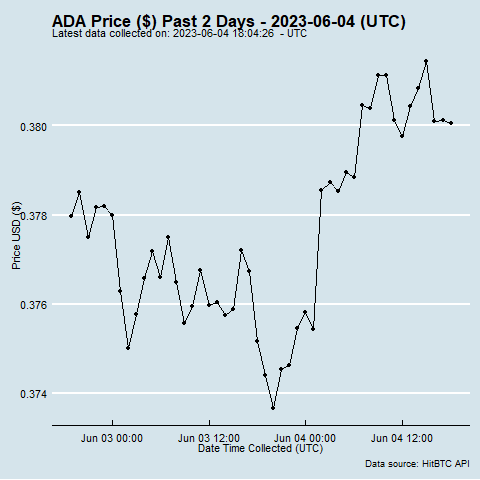 ADA Price ($) Past 2 Days - 2023-06-04 (UTC)
Latest data collected on: 2023-06-04 18:04:26 - UTC
0.380
0.378
0.376
0.374
Price USD ($)
Jun 03 00:00 Jun 03 12:00 Jun 04 00:00 Jun 04 12:00
Date Time Collected (UTC)
Data source: HitBTC API